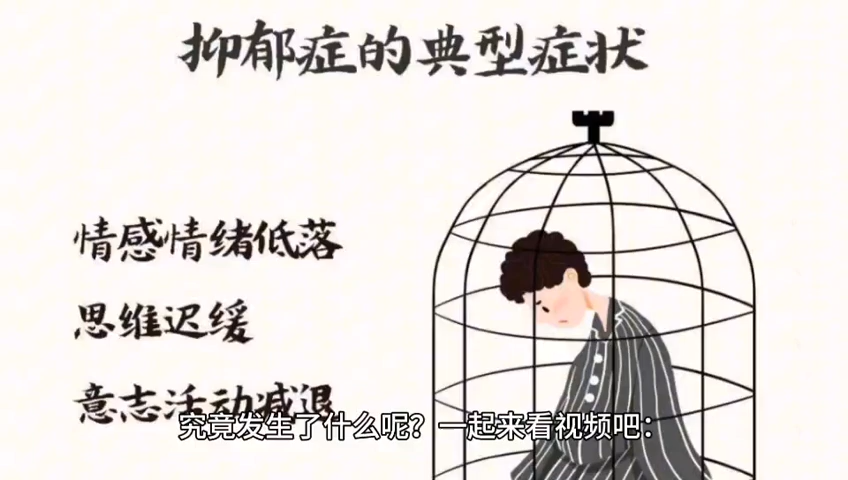 抑郁症的典型症状
情感情绪低落
思维迟缓
意志活动减退
究竟发生了什么呢？一起来看视频吧：